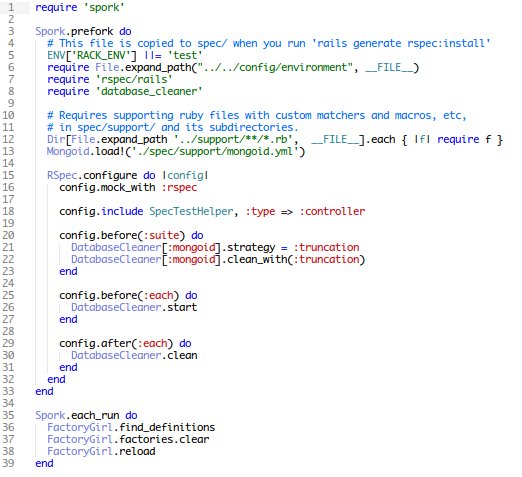 1 require 'spork'
2
3 Spork.prefork do
4 # This file is copied to spec/ when you run 'rails generate rspec:install'
5 ENV['RACK_ENV'] ||= 'test'
6 require File.expand_path("../../config/environment", __FILE__)
7 require 'rspec/rails'
8 require 'database_cleaner'
9
10 # Requires supporting ruby files with custom matchers and macros, etc,
11 # in spec/support/ and its subdirectories.
12 Dir[File.expand_path '../support/**/*.rb', __FILE__].each { |f| require f }
13 Mongoid.load!('./spec/support/mongoid.yml')
14
15 RSpec.configure do |config|
16 config.mock_with :rspec
17
18 config.include SpecTestHelper, :type => :controller
19
20 config.before(:suite) do
21 DatabaseCleaner[:mongoid].strategy = :truncation
22 DatabaseCleaner[:mongoid].clean_with(:truncation)
23 end
24
25 config.before(:each) do
26 DatabaseCleaner.start
27 end
28
29 config.after(:each) do
30 DatabaseCleaner.clean
31 end
32 end
33 end
34
35 Spork.each_run do
36 FactoryGirl.find_definitions
37 FactoryGirl.factories.clear
38 FactoryGirl.reload
39 end